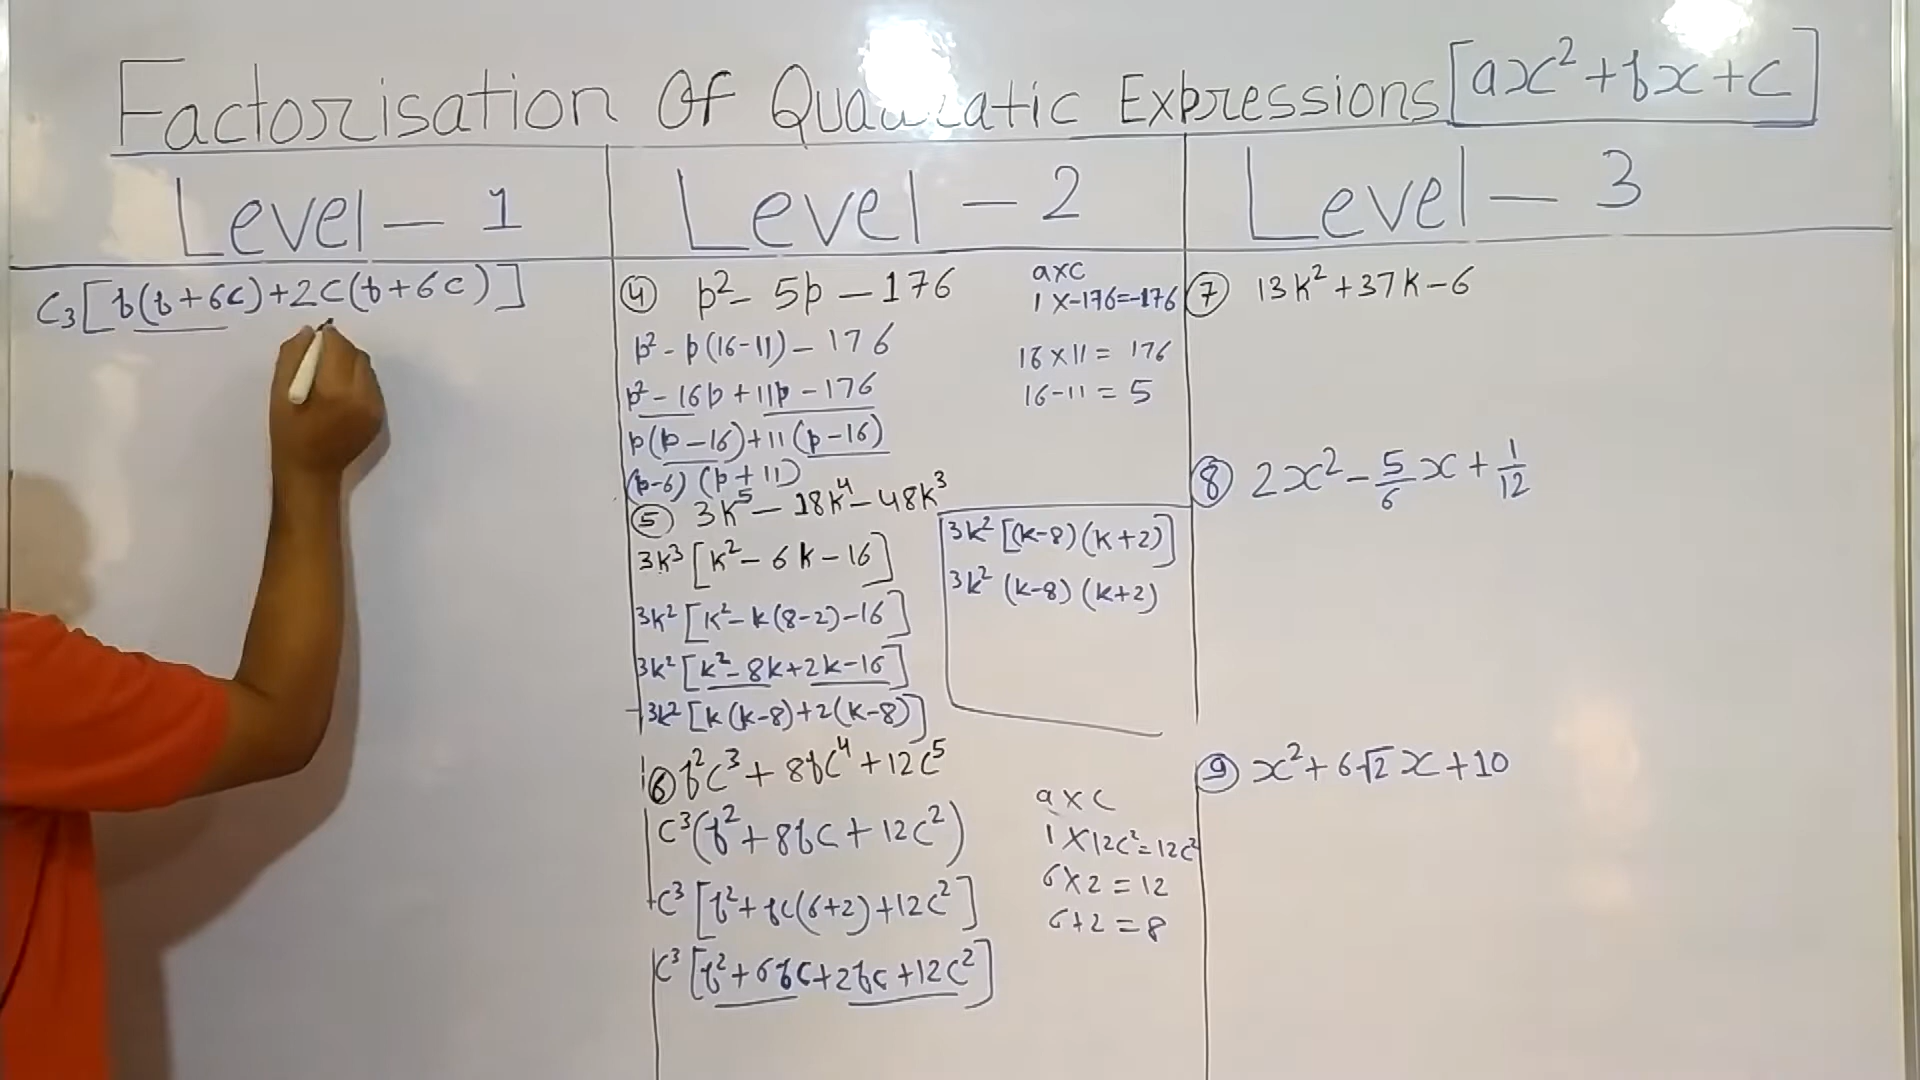 Factorisation Of Quadratic Expressions [ax²+bx+c]
Level - 1
C₃[b(b+6c)+2c(b+6c)]
Level - 2
④ p² - 5p - 176
p² - p(16-11) - 176
p² - 16p + 11p - 176
p(p-16)+11(p-16)
(p-6) (p+11)
a×c
1×-176=-176
16×11 = 176
16-11 = 5
⑤ 3k⁵ - 18k⁴ - 48k³
3k³[k² - 6k - 16]
3k²[k² - k(8-2) - 16]
3k²[k² - 8k + 2k - 16]
3k²[k(k-8)+2(k-8)]
3k²[(k-8)(k+2)]
3k² (k-8) (k+2)
⑥ b²c³ + 8bc⁴ + 12c⁵
c³(b² + 8bc + 12c²)
c³[b² + bc(6+2) + 12c²]
c³[b² + 6bc + 2bc + 12c²]
a×c
1×12c²=12c²
6×2 = 12
6+2 = 8
Level - 3
⑦ 13k² + 37k - 6
⑧ 2x² - 5/6 x + 1/12
⑨ x² + 6√2 x + 10